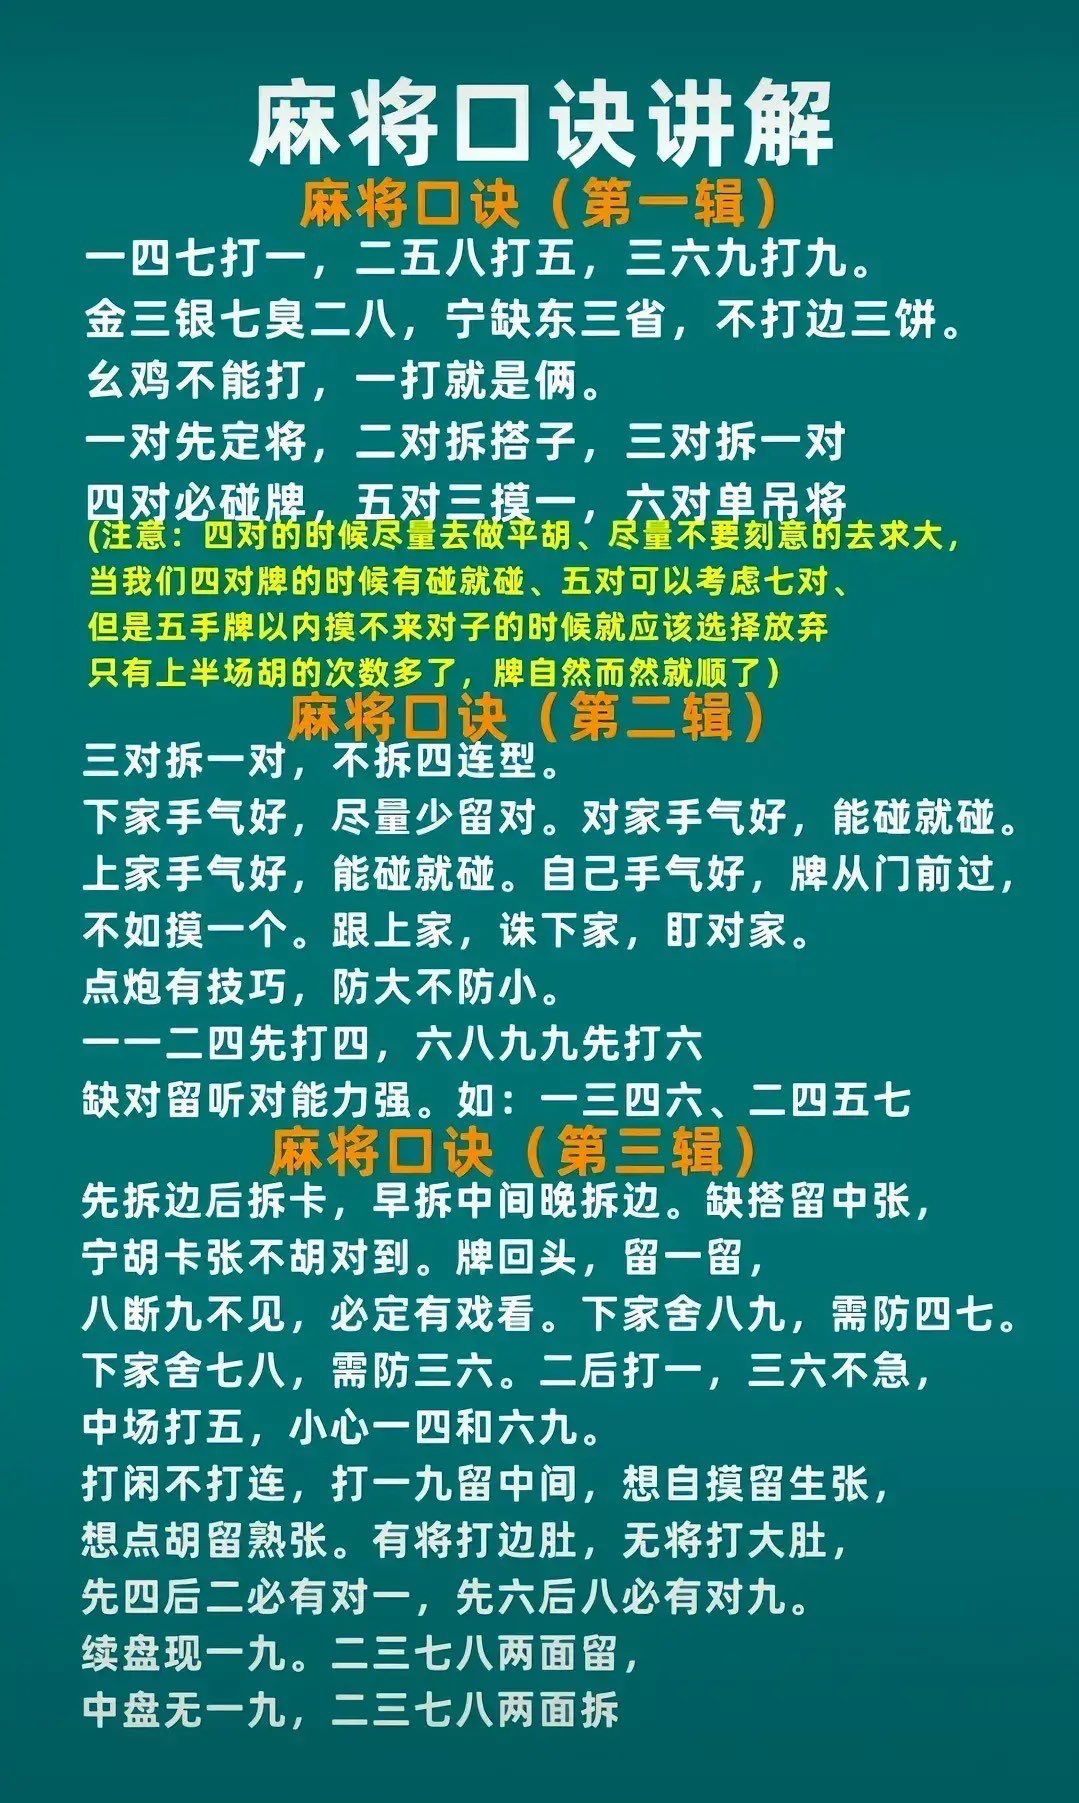 麻将口诀讲解
麻将口诀（第一辑）
一四七打一，二五八打五，三六九打九。
金三银七臭二八，宁缺东三省，不打边三饼。
幺鸡不能打，一打就是俩。
一对先定将，二对拆搭子，三对拆一对
四对必碰牌，五对三摸一，六对单吊将
(注意：四对的时候尽量去做平胡、尽量不要刻意的去求大，
当我们四对牌的时候有碰就碰、五对可以考虑七对、
但是五手牌以内摸不来对子的时候就应该选择放弃
只有上半场胡的次数多了，牌自然而然就顺了）
麻将口诀（第二辑）
三对拆一对，不拆四连型。
下家手气好，尽量少留对。对家手气好，能碰就碰。
上家手气好，能碰就碰。自己手气好，牌从门前过，
不如摸一个。跟上家，诛下家，盯对家。
点炮有技巧，防大不防小。
一一二四先打四，六八九九先打六
缺对留听对能力强。如：一三四六、二四五七
麻将口诀（第三辑）
先拆边后拆卡，早拆中间晚拆边。缺搭留中张，
宁胡卡张不胡对到。牌回头，留一留，
八断九不见，必定有戏看。下家舍八九，需防四七。
下家舍七八，需防三六。二后打一，三六不急，
中场打五，小心一四和六九。
打闲不打连，打一九留中间，想自摸留生张，
想点胡留熟张。有将打边肚，无将打大肚，
先四后二必有对一，先六后八必有对九。
续盘现一九。二三七八两面留，
中盘无一九，二三七八两面拆